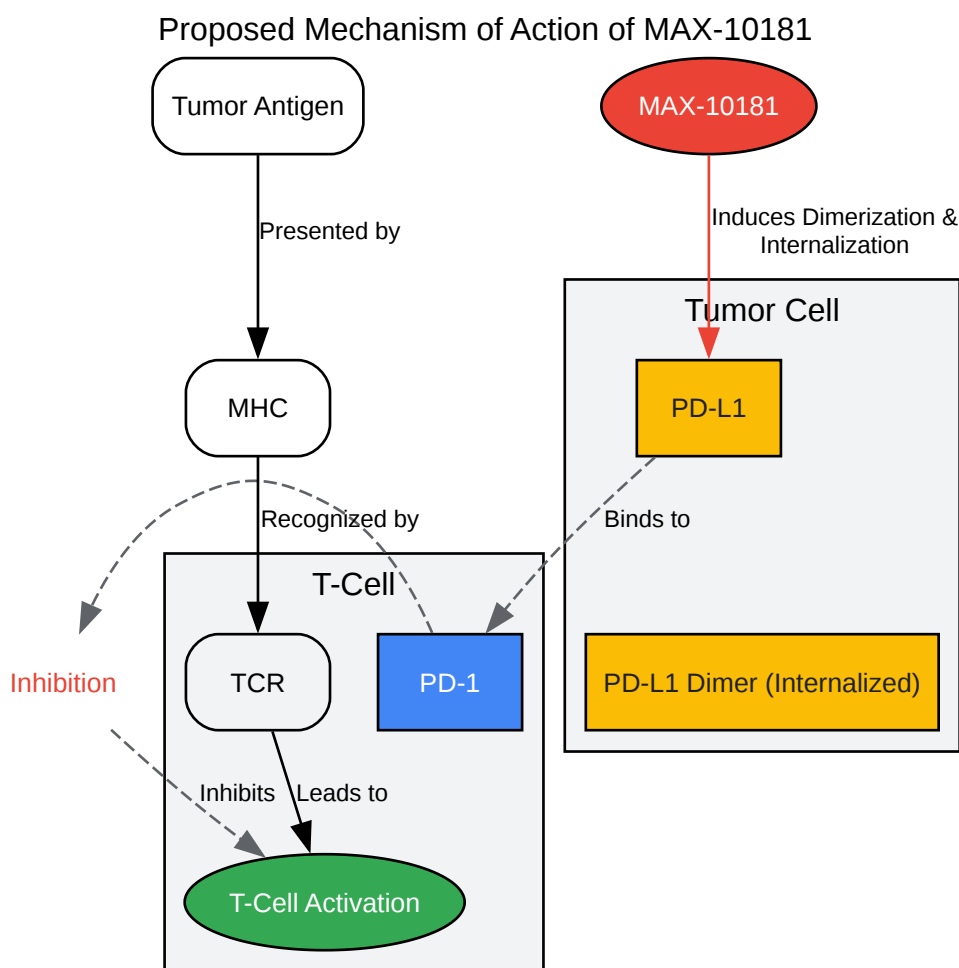 Proposed Mechanism of Action of MAX-10181
Tumor Antigen
MAX-10181
Presented by
Induces Dimerization &
Internalization
Tumor Cell
MHC
PD-L1
Recognized by
Binds to
T-Cell
Inhibition
TCR
PD-1
PD-L1 Dimer (Internalized)
Inhibits
Leads to
T-Cell Activation